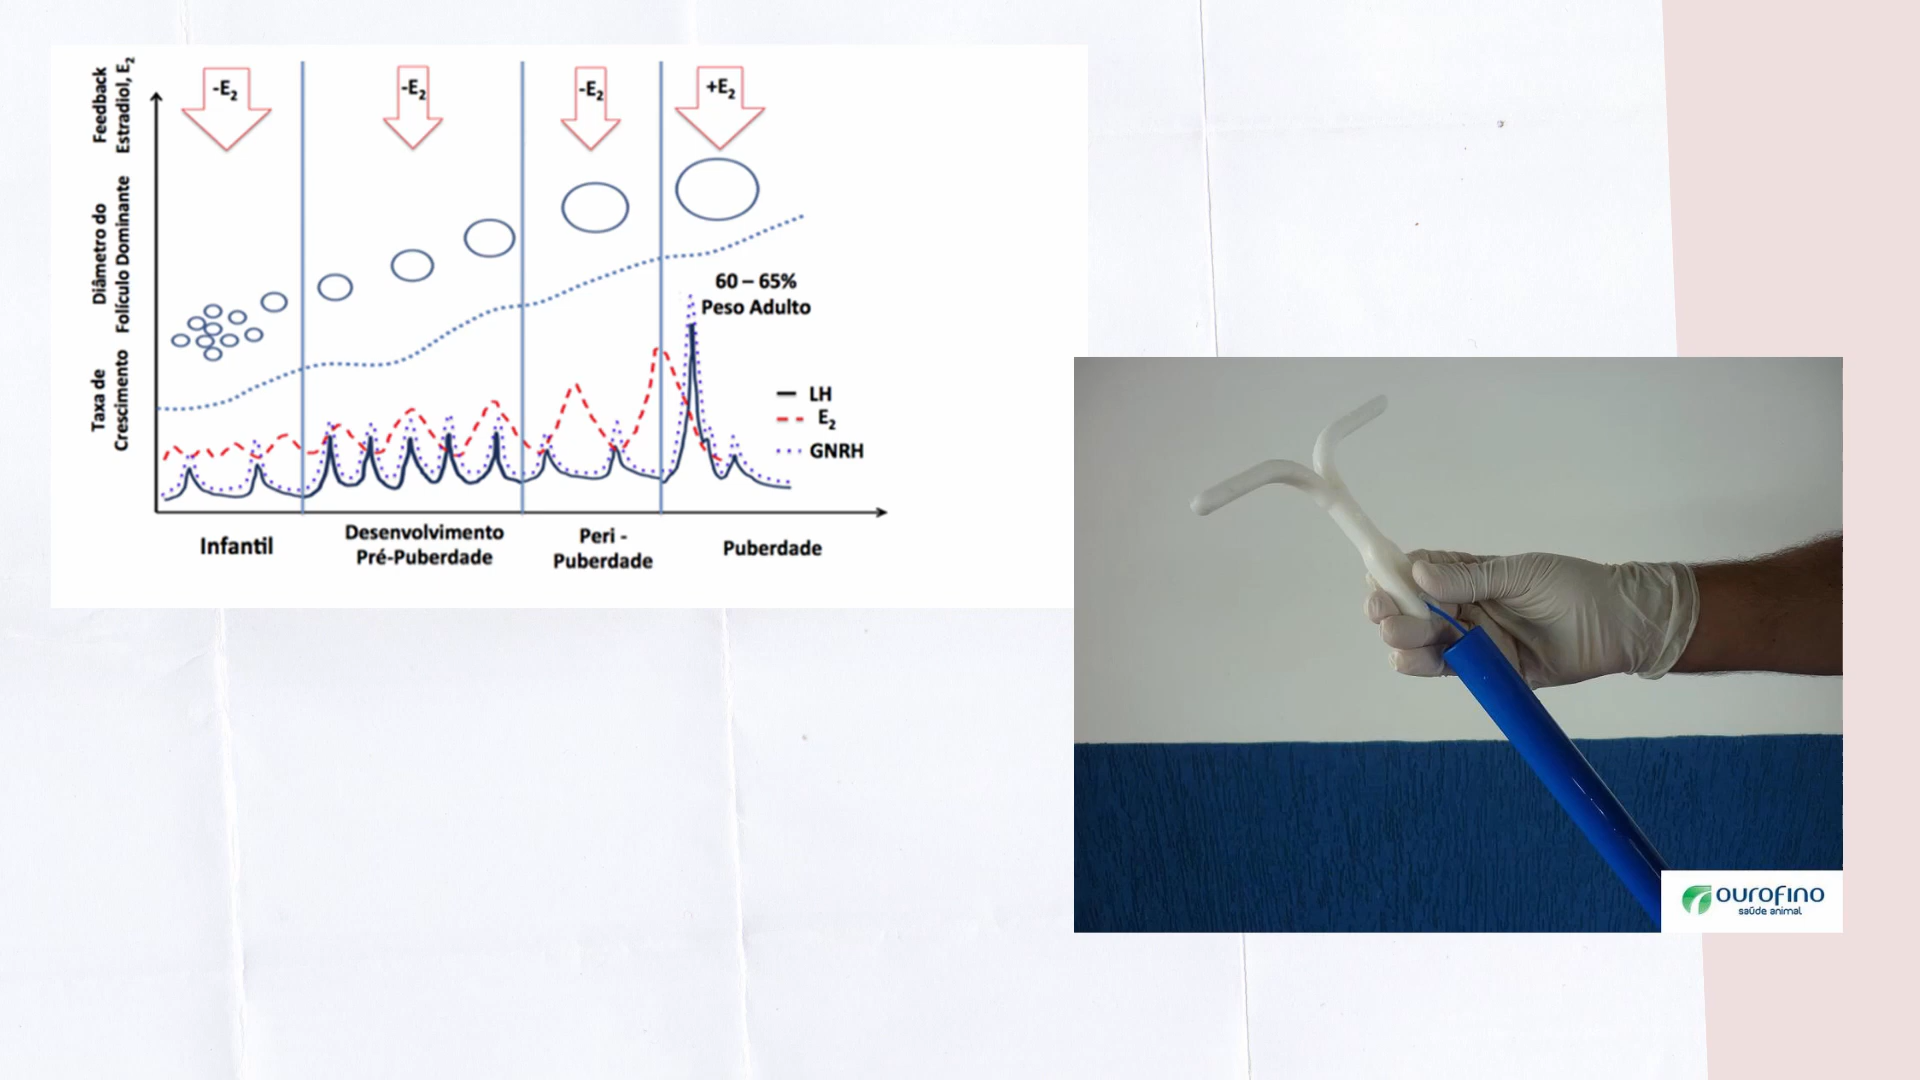 Feedback
Estradiol, E2
Diâmetro do
Folículo Dominante
Taxa de
Crescimento
-E2
-E2
-E2
+E2
60 – 65%
Peso Adulto
LH
E2
GNRH
Infantil
Desenvolvimento
Pré-Puberdade
Peri -
Puberdade
Puberdade
ourofino
saúde animal